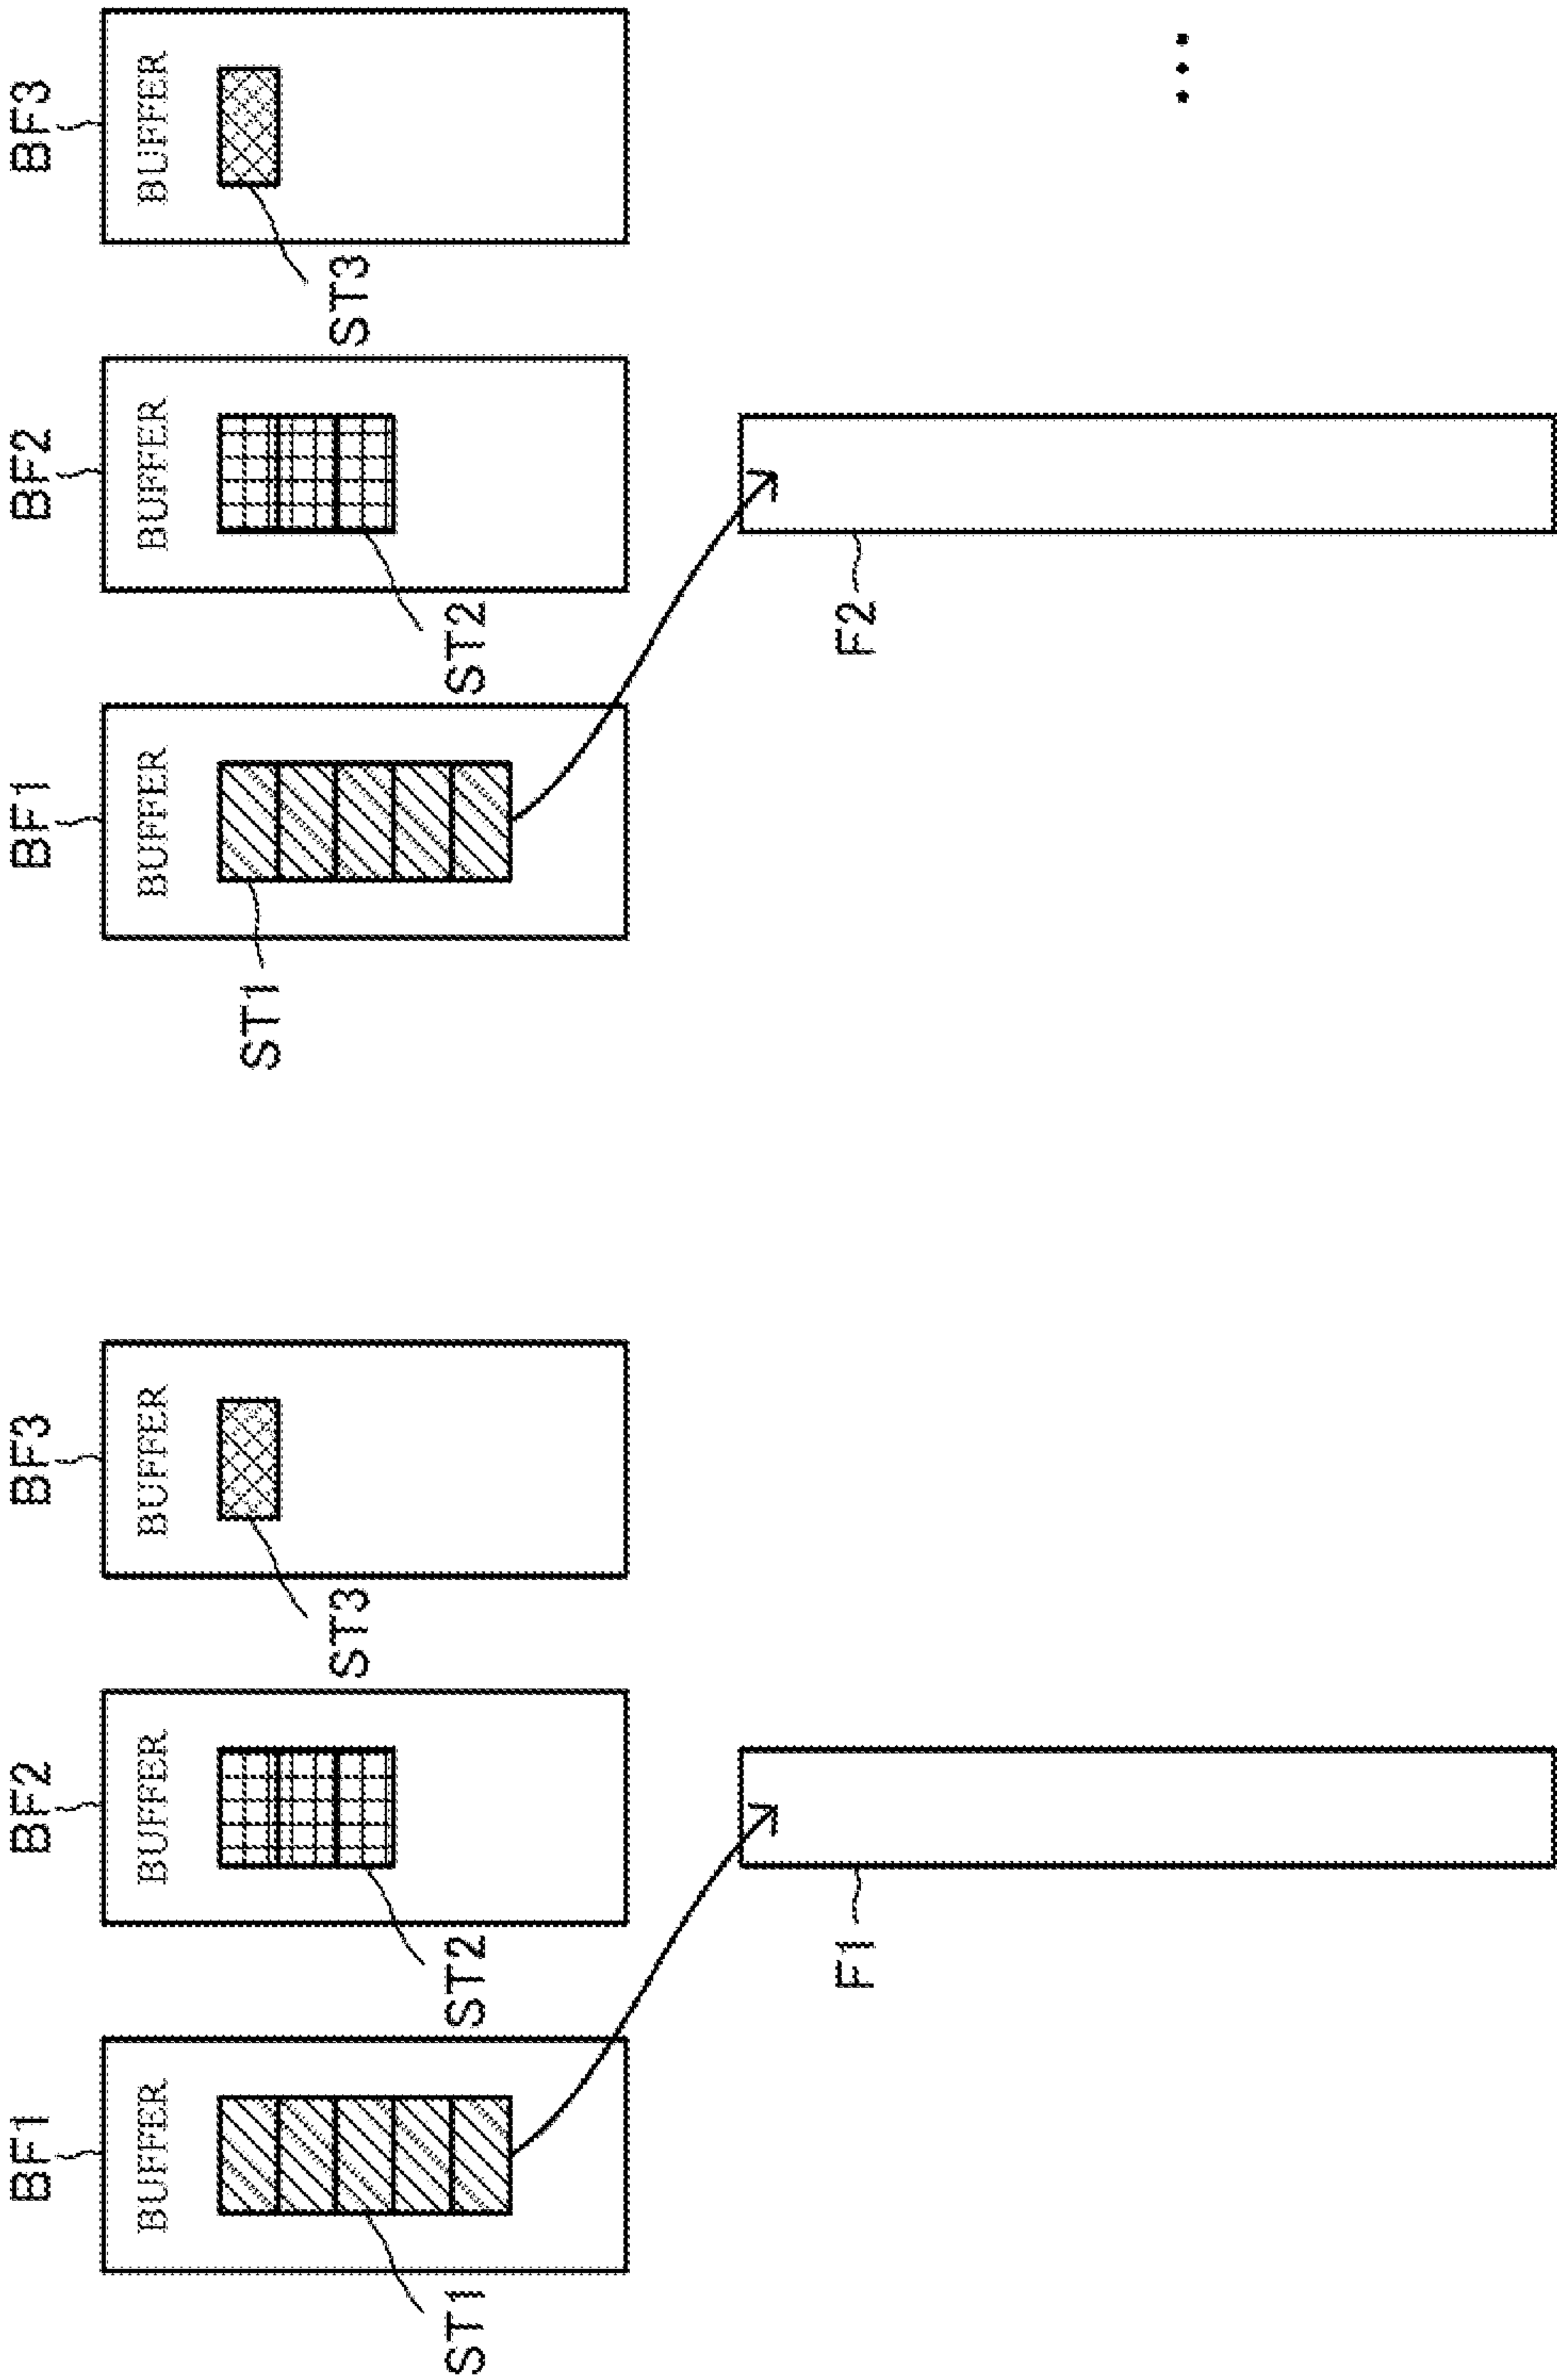 BF1 BF2 BF3 BF1 BF2 BF3
BUFFER BUFFER BUFFER BUFFER BUFFER BUFFER
ST1
ST3 ST3
ST1 ST2 ST2
F1 F2
...